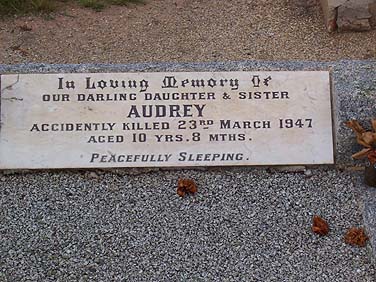 In Loving Memory Of
OUR DARLING DAUGHTER & SISTER
AUDREY
ACCIDENTLY KILLED 23RD MARCH 1947
AGED 10 YRS. 8 MTHS.
PEACEFULLY SLEEPING.